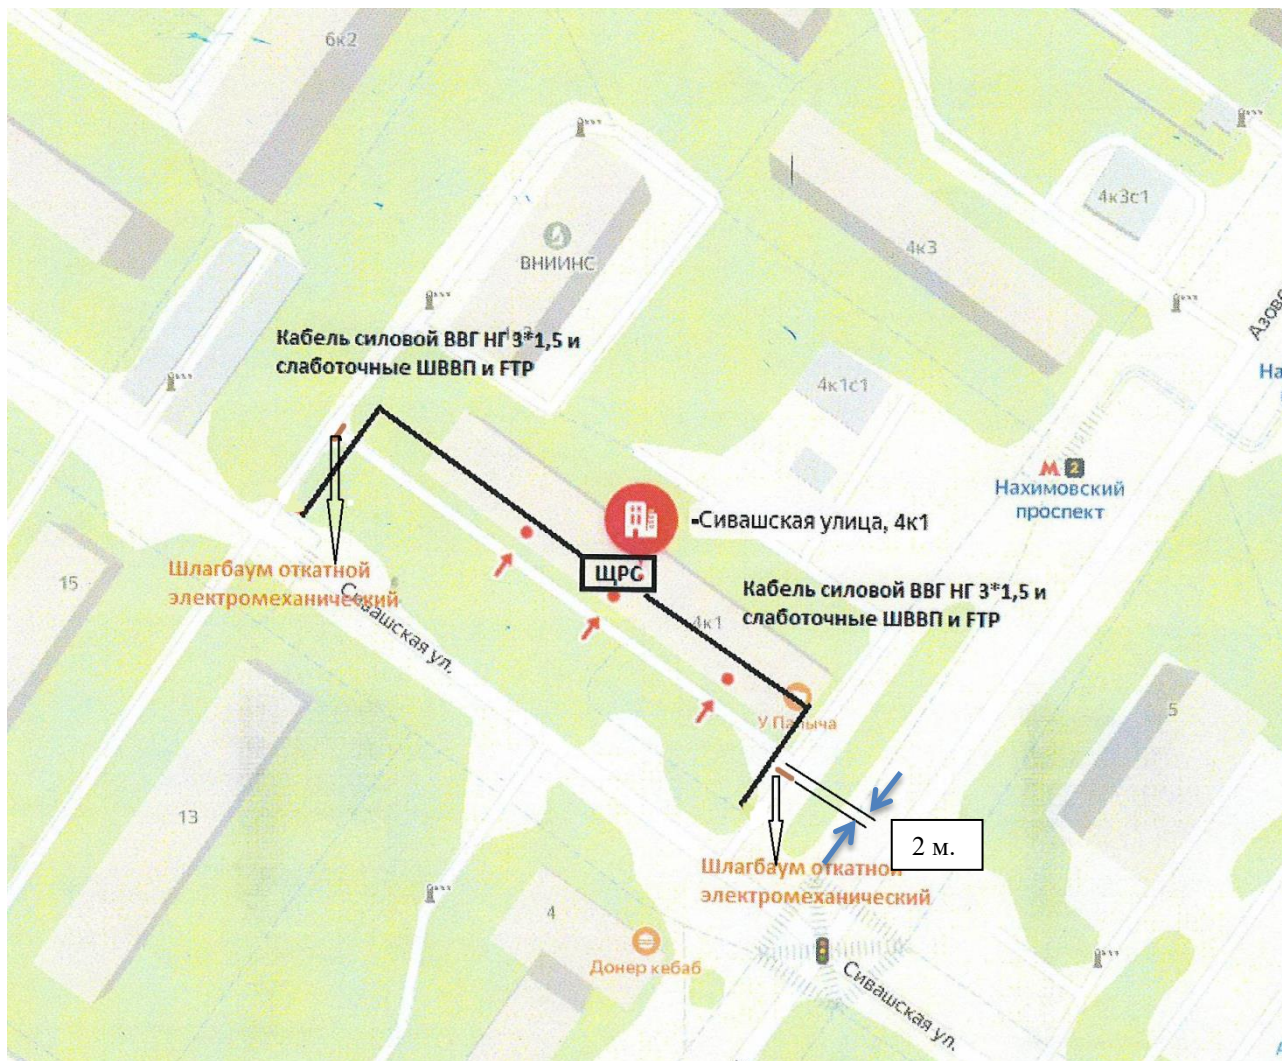 6к2
4к3с1
4к3
ВНИИНС
Азовс
На
Кабель силовой ВВГ НГ 3*1,5 и
слаботочные ШВВП и FTP
4к1с1
М 2
Нахимовский
проспект
-Сивашская улица, 4к1
ЩРС
Шлагбаум откатной
электромеханический
15
Сивашская ул.
Кабель силовой ВВГ НГ 3*1,5 и
слаботочные ШВВП и FTP
4к1
У Палыча
5
13
2 м.
Шлагбаум откатной
электромеханический
4
Донер кебаб
Сивашская ул.